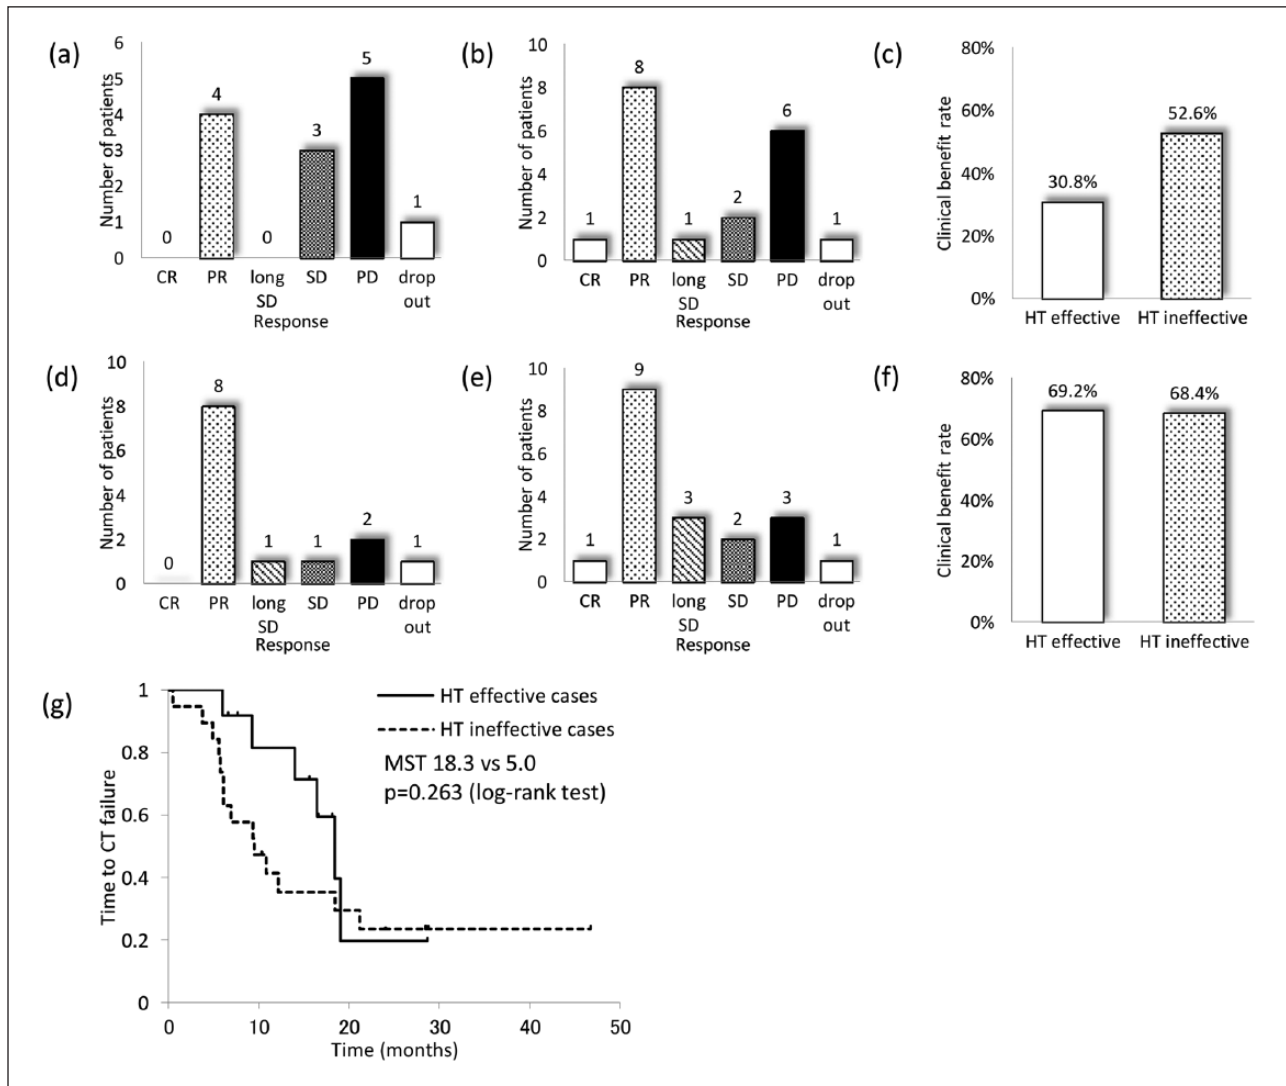 (a)
Number of patients
6
5
4
3
2
1
0
0
4
0
3
5
1
CR PR long SD SD PD drop out
Response
(b)
Number of patients
10
8
6
4
2
0
1
8
1
2
6
1
CR PR long SD SD PD drop out
Response
(c)
Clinical benefit rate
80%
60%
40%
20%
0%
30.8%
52.6%
HT effective HT ineffective
(d)
Number of patients
10
8
6
4
2
0
0
8
1
1
2
1
CR PR long SD SD PD drop out
Response
(e)
Number of patients
10
8
6
4
2
0
1
9
3
2
3
1
CR PR long SD SD PD drop out
Response
(f)
Clinical benefit rate
80%
60%
40%
20%
0%
69.2%
68.4%
HT effective HT ineffective
(g)
Time to CT failure
1
0.8
0.6
0.4
0.2
0
HT effective cases
HT ineffective cases
MST 18.3 vs 5.0
p=0.263 (log-rank test)
0 10 20 30 40 50
Time (months)